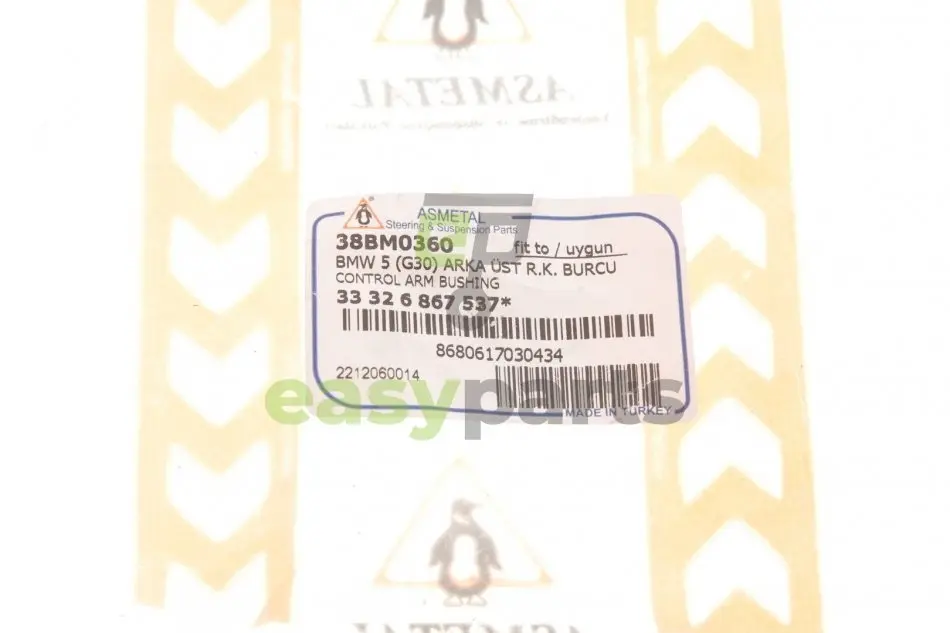 ASMETAL
ASMETAL
Steering & Suspension Parts
38BM0360 fit to / uygun
BMW 5 (G30) ARKA ÜST R.K. BURCU
CONTROL ARM BUSHING
33 32 6 867 537*
8680617030434
2212060014
easyparts
MADE IN TURKEY